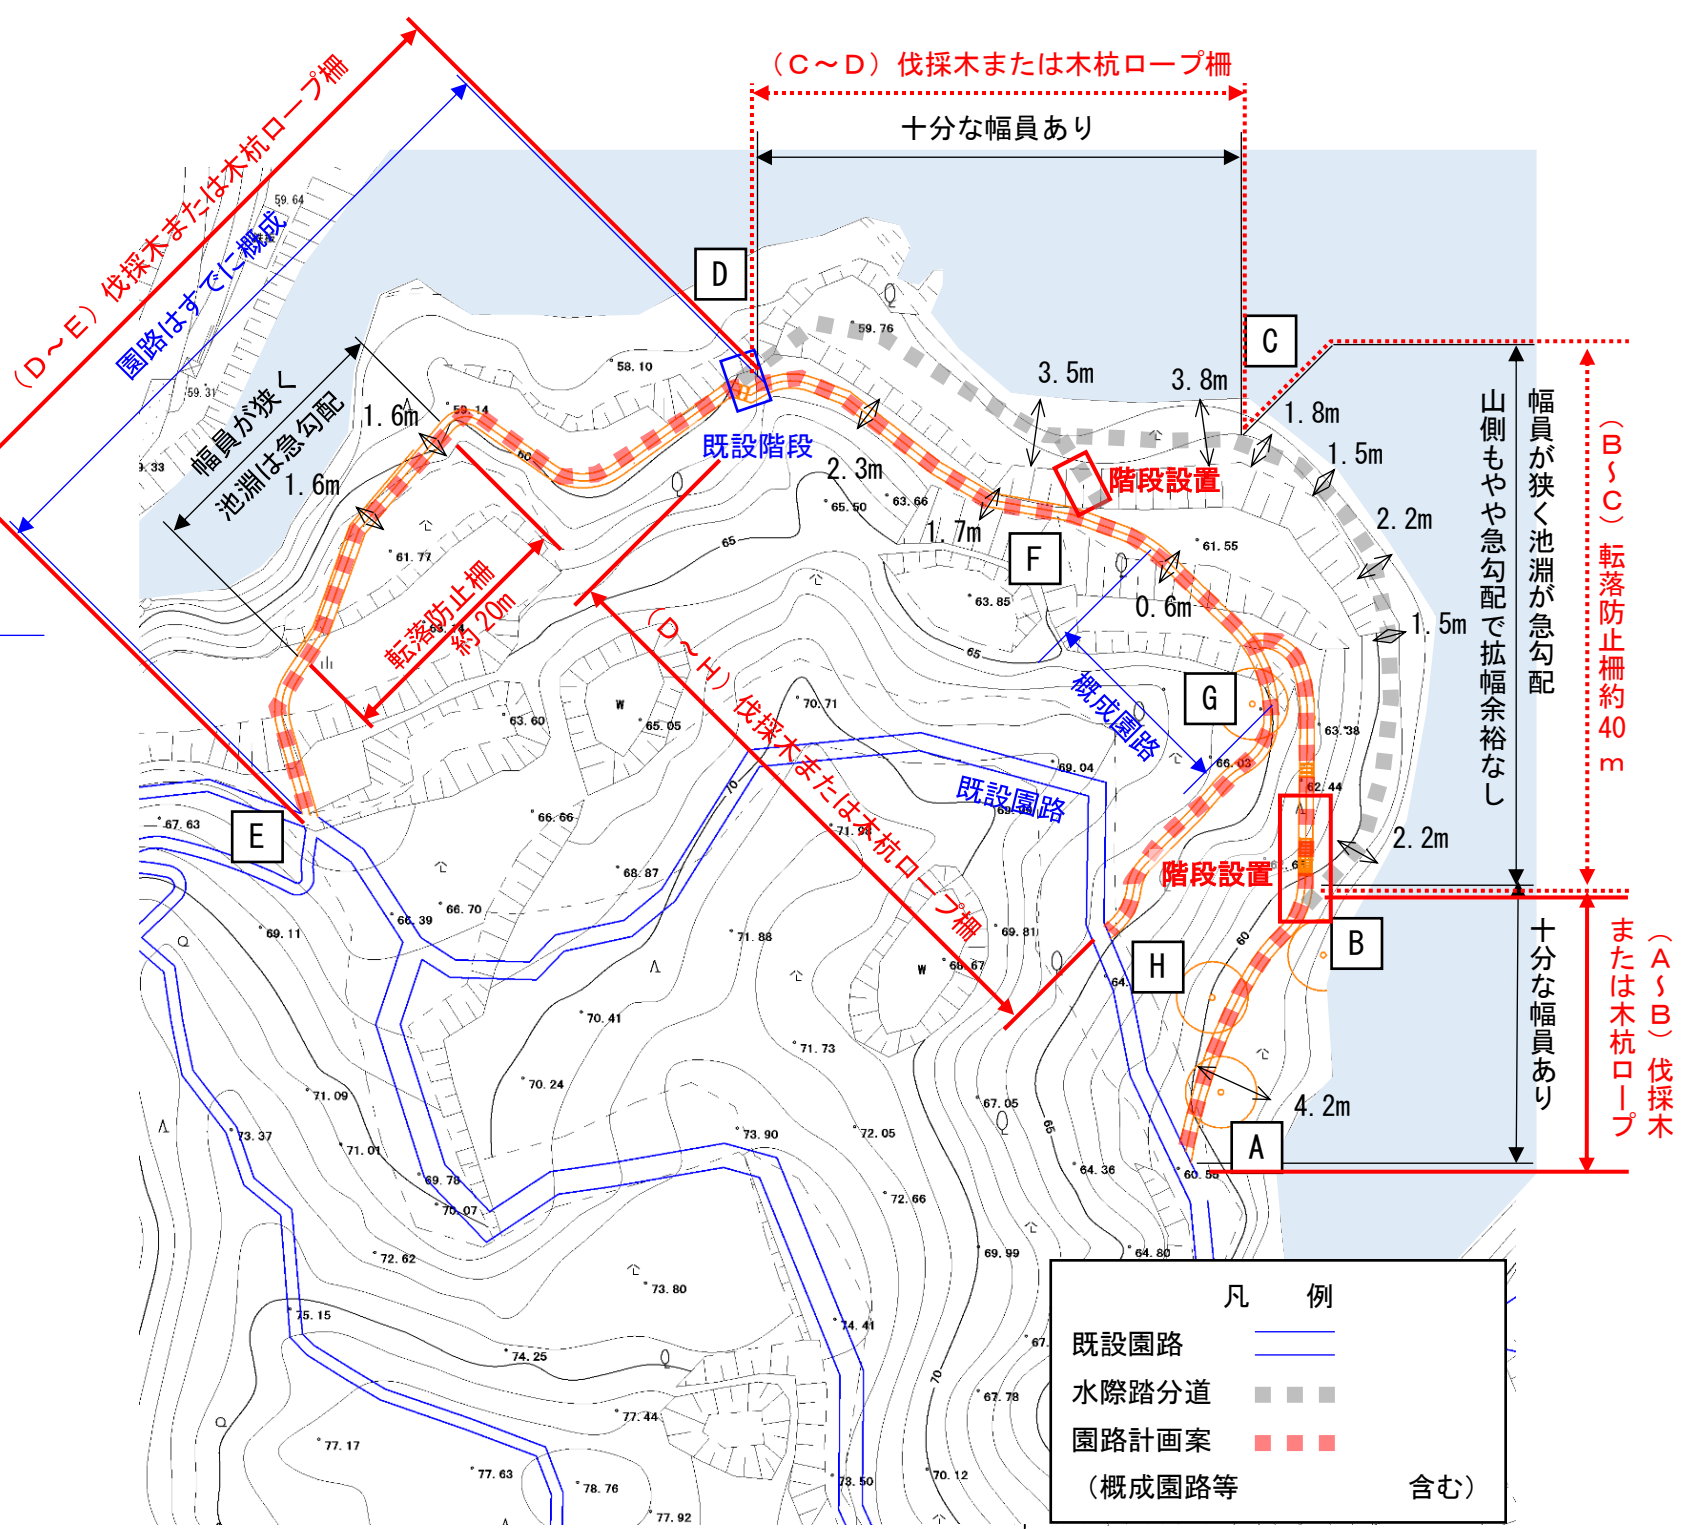 （C～D）伐採木または木杭ロープ柵
十分な幅員あり
（D～E）伐採木または木杭ロープ柵
園路はすでに概成
幅員が狭く
池淵は急勾配
59.64
59.31
D
C
E
F
G
H
B
A
59.76
58.10
59.14
3.5m
3.8m
1.8m
1.5m
2.2m
1.5m
2.2m
1.6m
1.6m
2.3m
1.7m
0.6m
4.2m
既設階段
階段設置
階段設置
幅員が狭く池淵が急勾配
山側もやや急勾配で拡幅余裕なし
（B～C）転落防止柵約40m
十分な幅員あり
（A～B）伐採木
または木杭ロープ
転落防止柵
約20m
（D～H）伐採木または木杭ロープ柵
概成園路
既設園路
60
65
65
70
60
65
70
65.50
63.66
61.55
61.77
63.85
63.60
65.05
70.71
63.38
66.03
62.44
69.04
67.63
66.66
68.87
66.70
66.39
69.11
71.88
69.81
70.41
71.73
70.24
71.09
73.37
71.01
69.78
70.07
73.90
72.05
67.05
64.36
72.66
72.62
69.99
64.80
73.80
75.15
74.41
74.25
67.78
77.44
77.17
77.63
78.76
73.50
70.12
77.92
W
W
凡　例
既設園路
水際踏分道
園路計画案
（概成園路等　含む）